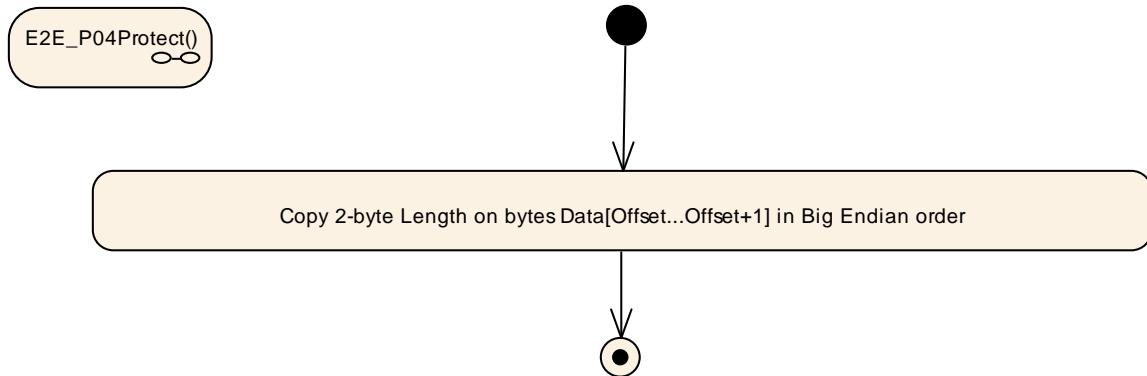 E2E_P04Protect()
Copy 2-byte Length on bytes Data[Offset...Offset+1] in Big Endian order